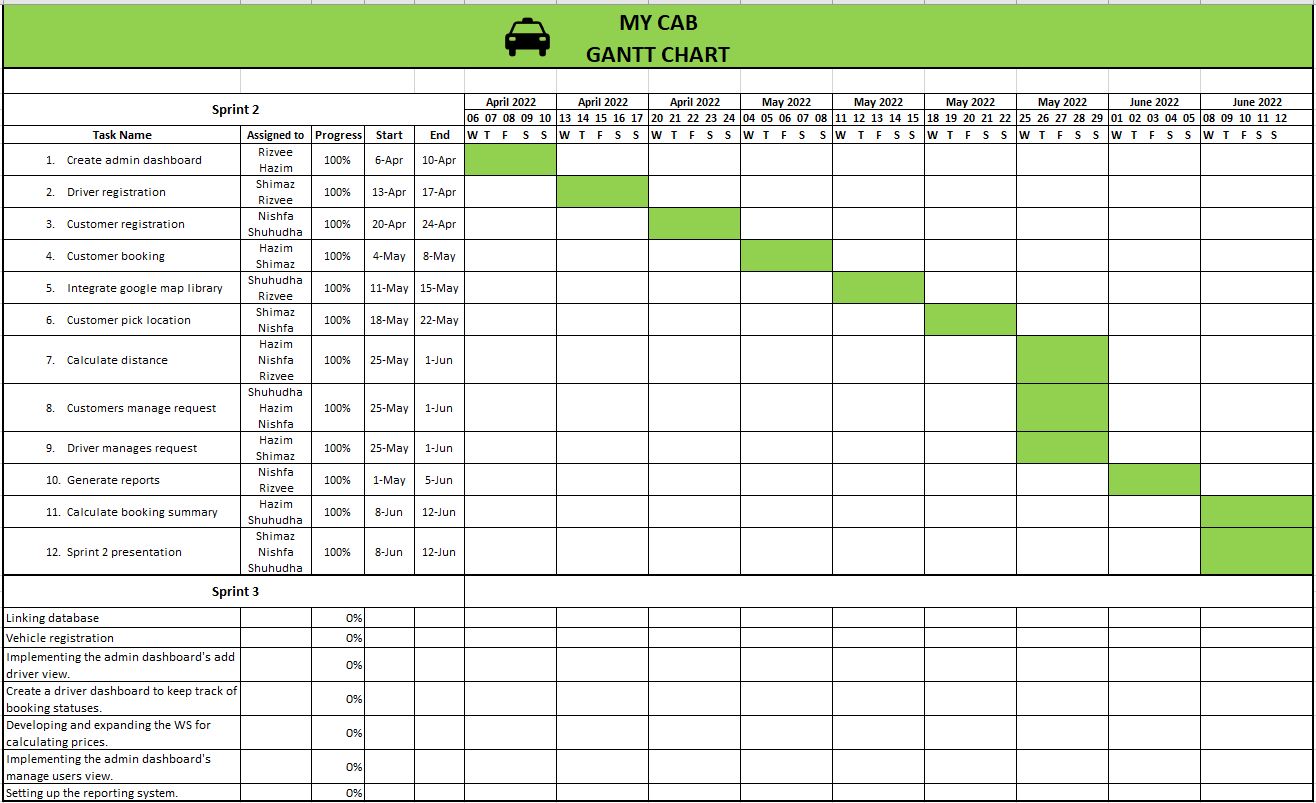 MY CAB
GANTT CHART
Sprint 2
April 2022 April 2022 April 2022 May 2022 May 2022 May 2022 May 2022 June 2022 June 2022
06 07 08 09 10 13 14 15 16 17 20 21 22 23 24 04 05 06 07 08 11 12 13 14 15 18 19 20 21 22 25 26 27 28 29 01 02 03 04 05 08 09 10 11 12
Task Name Assigned to Progress Start End W T F S S W T F S S W T F S S W T F S S W T F S S W T F S S W T F S S W T F S S W T F S S
1. Create admin dashboard Rizvee 100% 6-Apr 10-Apr
Hazim
2. Driver registration Shimaz 100% 13-Apr 17-Apr
Rizvee
3. Customer registration Nishfa 100% 20-Apr 24-Apr
Shuhudha
4. Customer booking Hazim 100% 4-May 8-May
Shimaz
5. Integrate google map library Shuhudha 100% 11-May 15-May
Rizvee
6. Customer pick location Shimaz 100% 18-May 22-May
Nishfa
7. Calculate distance Hazim 100% 25-May 1-Jun
Nishfa
Rizvee
8. Customers manage request Shuhudha 100% 25-May 1-Jun
Hazim
Nishfa
9. Driver manages request Hazim 100% 25-May 1-Jun
Shimaz
10. Generate reports Nishfa 100% 1-May 5-Jun
Rizvee
11. Calculate booking summary Hazim 100% 8-Jun 12-Jun
Shuhudha
12. Sprint 2 presentation Shimaz 100% 8-Jun 12-Jun
Nishfa
Shuhudha
Sprint 3
Linking database 0%
Vehicle registration 0%
Implementing the admin dashboard's add 0%
driver view.
Create a driver dashboard to keep track of 0%
booking statuses.
Developing and expanding the WS for 0%
calculating prices.
Implementing the admin dashboard's 0%
manage users view.
Setting up the reporting system. 0%